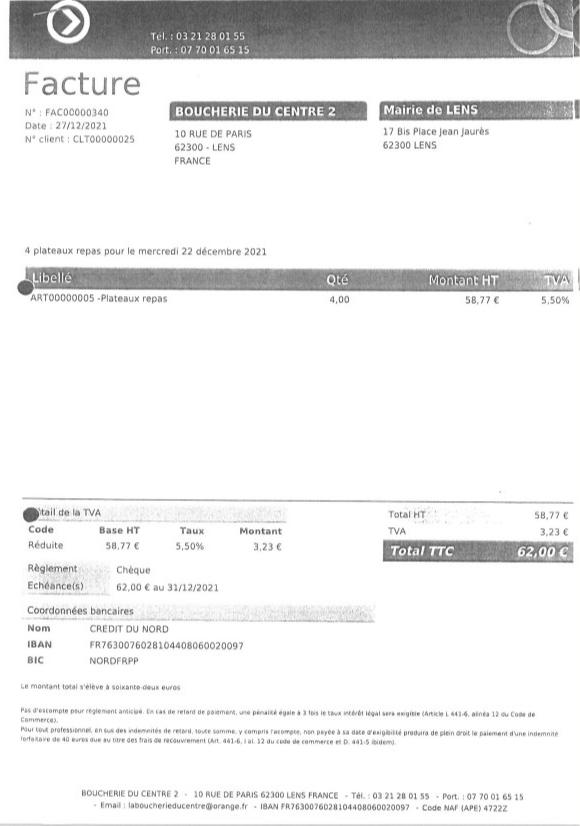 Tél. : 03 21 28 01 55
Port. : 07 70 01 65 15
Facture
N° : FAC00000340
Date : 27/12/2021
N° client : CLT00000025
BOUCHERIE DU CENTRE 2
10 RUE DE PARIS
62300 - LENS
FRANCE
Mairie de LENS
17 Bis Place Jean Jaurès
62300 LENS
4 plateaux repas pour le mercredi 22 décembre 2021
Libellé Qté Montant HT TVA
ART00000005 -Plateaux repas 4,00 58,77 € 5,50%
tail de la TVA
Code Base HT Taux Montant
Réduite 58,77 € 5,50% 3,23 €
Total HT 58,77 €
TVA 3,23 €
Total TTC 62,00 €
Règlement Chèque
Echéance(s) 62,00 € au 31/12/2021
Coordonnées bancaires
Nom CREDIT DU NORD
IBAN FR7630076028104408060020097
BIC NORDFRPP
Le montant total s'élève à soixante-deux euros
Pas d'escompte pour règlement anticipé. En cas de retard de paiement, une pénalité égale à 3 fois le taux intérêt légal sera exigible (Article L 441-6, alinéa 12 du Code de
Commerce).
Pour tout professionnel, en sus des indemnités de retard, toute somme, y compris l'acompte, non payée à sa date d'exigibilité produira de plein droit le paiement d'une indemnité
forfaitaire de 40 euros due au titre des frais de recouvrement (Art. 441-6, I al. 12 du code de commerce et D. 441-5 ibidem).
BOUCHERIE DU CENTRE 2 - 10 RUE DE PARIS 62300 LENS FRANCE - Tél. : 03 21 28 01 55 - Port. : 07 70 01 65 15
- Email : laboucherieducentre@orange.fr - IBAN FR7630076028104408060020097 - Code NAF (APE) 4722Z